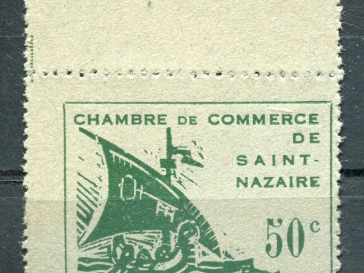 CHAMBRE DE COMMERCE
DE
SAINT-
NAZAIRE
50c